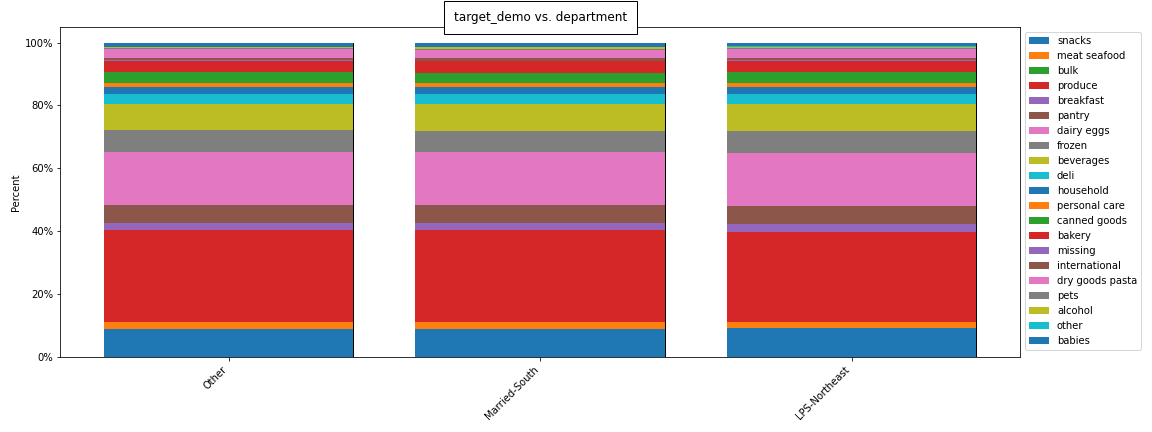 target_demo vs. department
100%
80%
60%
40%
20%
0%
Percent
Other
Married-South
LPS-Northeast
snacks
meat seafood
bulk
produce
breakfast
pantry
dairy eggs
frozen
beverages
deli
household
personal care
canned goods
bakery
missing
international
dry goods pasta
pets
alcohol
other
babies